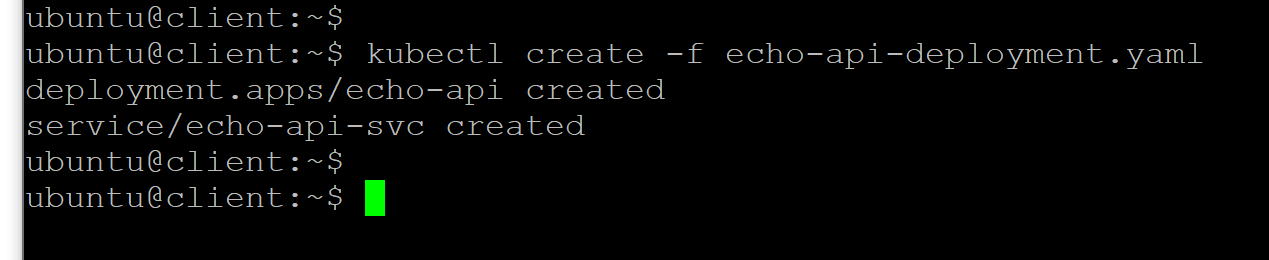 ubuntu@client:~$
ubuntu@client:~$ kubectl create -f echo-api-deployment.yaml
deployment.apps/echo-api created
service/echo-api-svc created
ubuntu@client:~$
ubuntu@client:~$